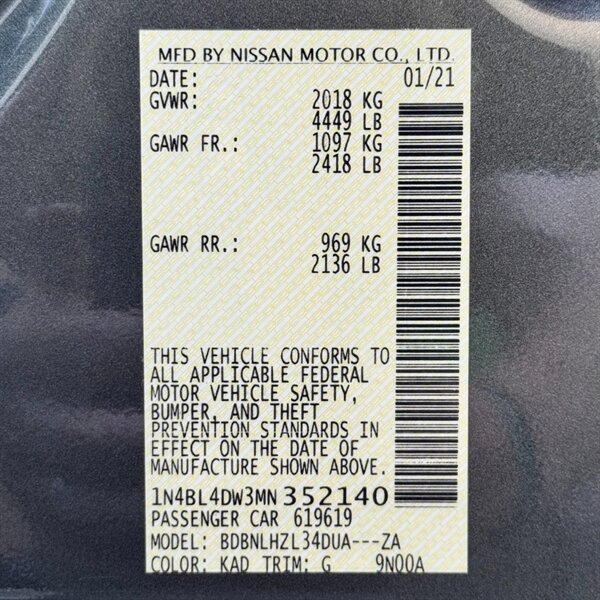 MFD BY NISSAN MOTOR CO., LTD.
DATE: 01/21
GVWR: 2018 KG
4449 LB
GAWR FR.: 1097 KG
2418 LB
GAWR RR.: 969 KG
2136 LB
THIS VEHICLE CONFORMS TO
ALL APPLICABLE FEDERAL
MOTOR VEHICLE SAFETY,
BUMPER, AND THEFT
PREVENTION STANDARDS IN
EFFECT ON THE DATE OF
MANUFACTURE SHOWN ABOVE.
1N4BL4DW3MN 352140
PASSENGER CAR 619619
MODEL: BDBNLHZL34DUA---ZA
COLOR: KAD TRIM: G 9N00A